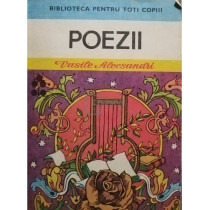 BIBLIOTECA PENTRU TOȚI COPIII
POEZII
Vasile Alecsandri